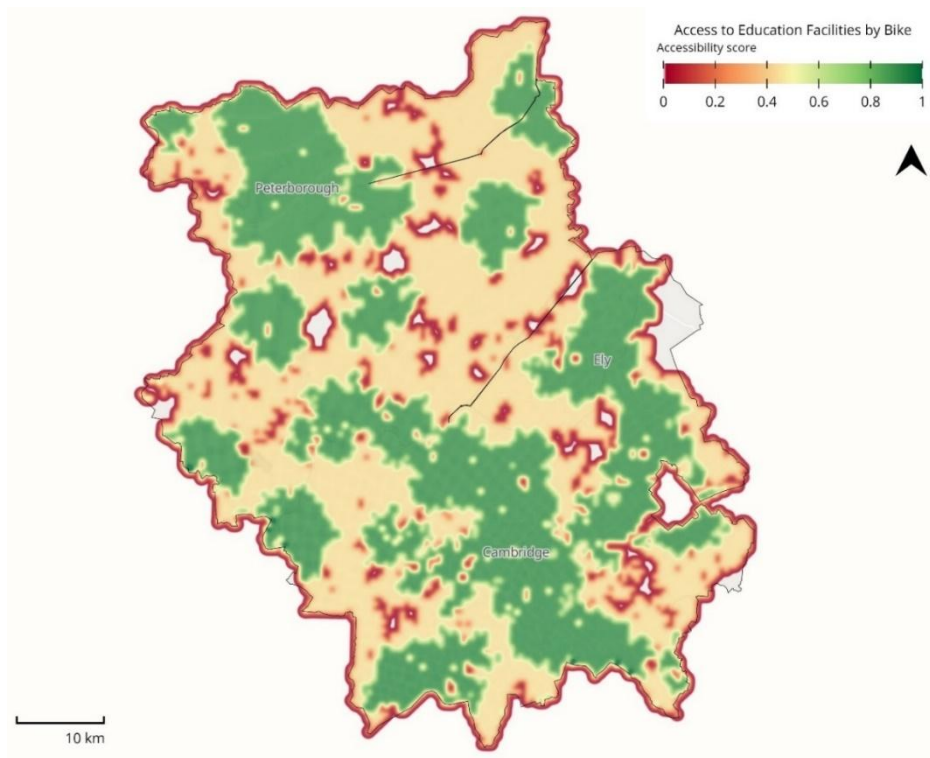 Access to Education Facilities by Bike
Accessibility score
0 0.2 0.4 0.6 0.8 1
Peterborough
Ely
Cambridge
10 km